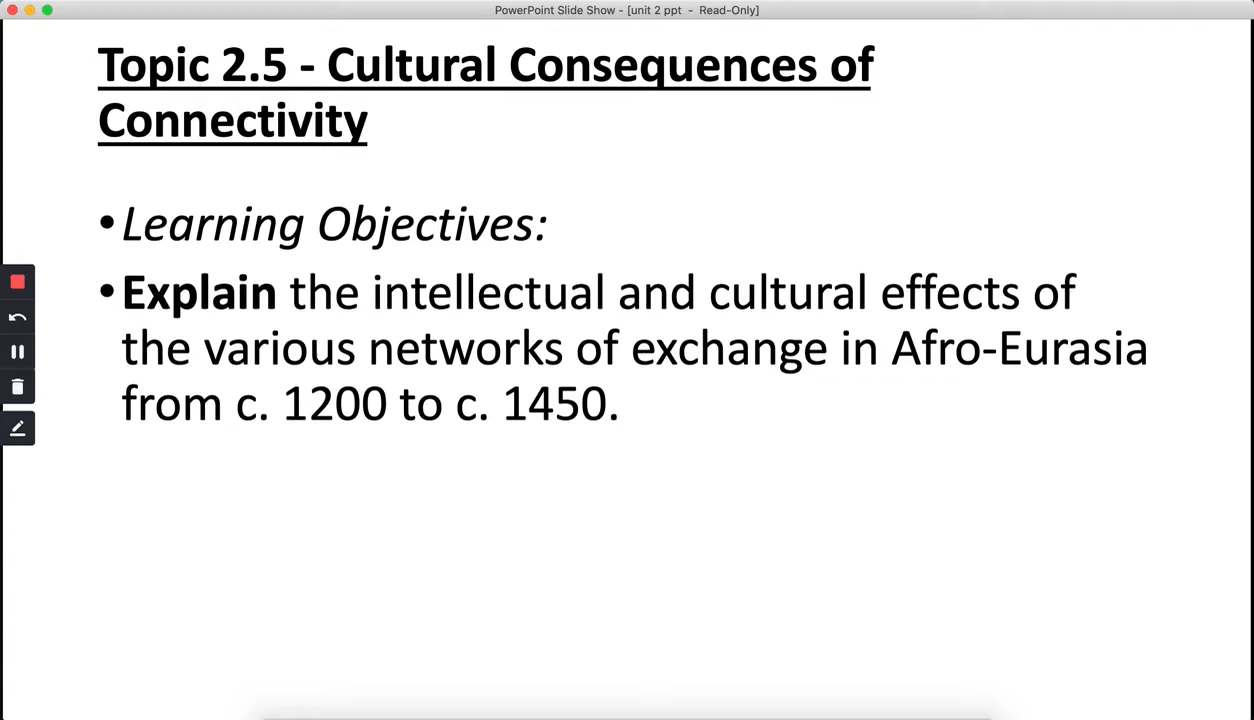 PowerPoint Slide Show - [unit 2 ppt - Read-Only]
Topic 2.5 - Cultural Consequences of
Connectivity
•Learning Objectives:
•Explain the intellectual and cultural effects of
the various networks of exchange in Afro-Eurasia
from c. 1200 to c. 1450.